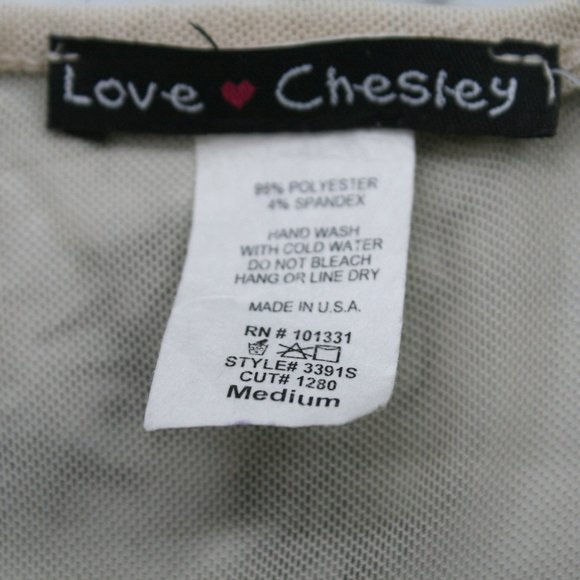 Love ♥ Chesley
96% POLYESTER
4% SPANDEX
HAND WASH
WITH COLD WATER
DO NOT BLEACH
HANG OR LINE DRY
MADE IN U.S.A.
RN # 101331
STYLE# 3391S
CUT# 1280
Medium